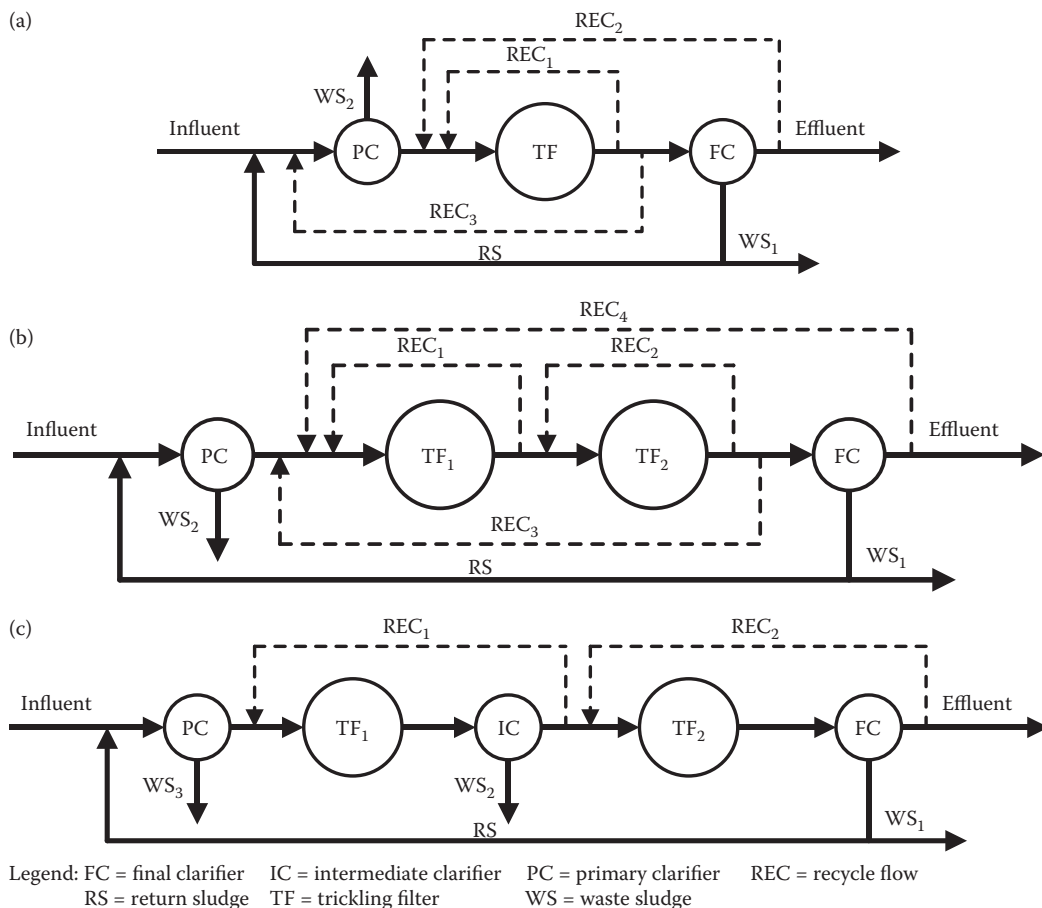 (a)
REC₂
REC₁
WS₂
Influent
Effluent
PC
TF
FC
REC₃
WS₁
RS
(b)
REC₄
REC₁
REC₂
Influent
Effluent
PC
TF₁
TF₂
FC
WS₂
REC₃
WS₁
RS
(c)
REC₁
REC₂
Influent
Effluent
PC
TF₁
IC
TF₂
FC
WS₃
WS₂
WS₁
RS
Legend: FC = final clarifier IC = intermediate clarifier PC = primary clarifier REC = recycle flow
RS = return sludge TF = trickling filter WS = waste sludge